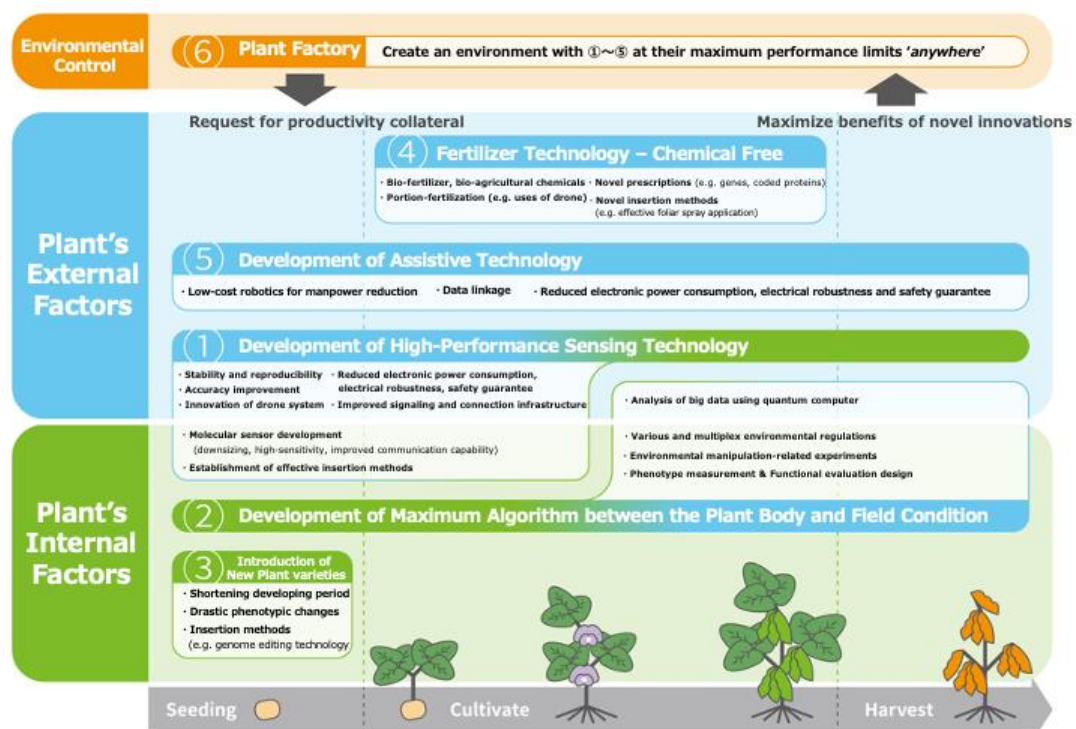 Environmental
Control
⑥ Plant Factory Create an environment with ①~⑤ at their maximum performance limits 'anywhere'
Request for productivity collateral
Maximize benefits of novel innovations
Plant's
External
Factors
④ Fertilizer Technology – Chemical Free
· Bio-fertilizer, bio-agricultural chemicals · Novel prescriptions (e.g. genes, coded proteins)
· Portion-fertilization (e.g. uses of drone) · Novel insertion methods
(e.g. effective foliar spray application)
⑤ Development of Assistive Technology
· Low-cost robotics for manpower reduction · Data linkage · Reduced electronic power consumption, electrical robustness and safety guarantee
① Development of High-Performance Sensing Technology
· Stability and reproducibility · Reduced electronic power consumption,
· Accuracy improvement electrical robustness, safety guarantee
· Innovation of drone system · Improved signaling and connection infrastructure
· Molecular sensor development
(downsizing, high-sensitivity, improved communication capability)
· Establishment of effective insertion methods
· Analysis of big data using quantum computer
· Various and multiplex environmental regulations
· Environmental manipulation-related experiments
· Phenotype measurement & Functional evaluation design
Plant's
Internal
Factors
② Development of Maximum Algorithm between the Plant Body and Field Condition
③ Introduction of
New Plant varieties
· Shortening developing period
· Drastic phenotypic changes
· Insertion methods
(e.g. genome editing technology
Seeding Cultivate Harvest